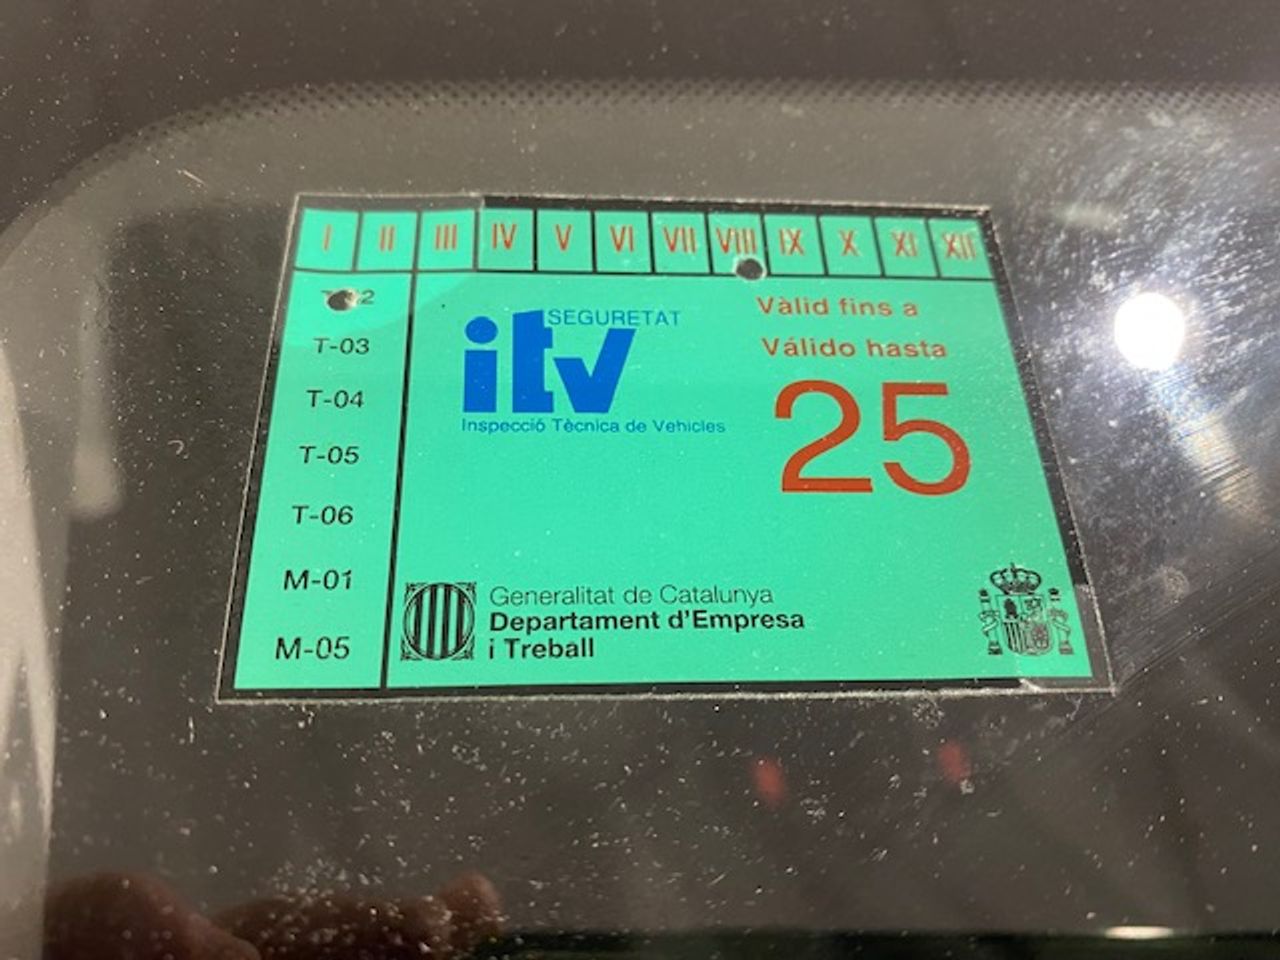 I II III IV V VI VII VIII IX X XI XII
T-03
T-04
T-05
T-06
M-01
M-05
SEGURETAT
itv
Inspecció Tècnica de Vehicles
Vàlid fins a
Válido hasta
25
Generalitat de Catalunya
Departament d'Empresa
i Treball